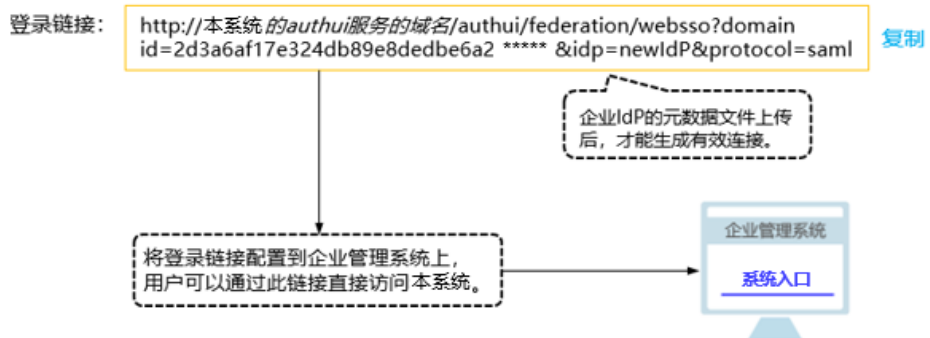 登录链接：
http://本系统的authui服务的域名/authui/federation/websso?domain
id=2d3a6af17e324db89e8dedbe6a2 ***** &idp=newIdP&protocol=saml
复制
企业IdP的元数据文件上传
后，才能生成有效连接。
将登录链接配置到企业管理系统上，
用户可以通过此链接直接访问本系统。
企业管理系统
系统入口